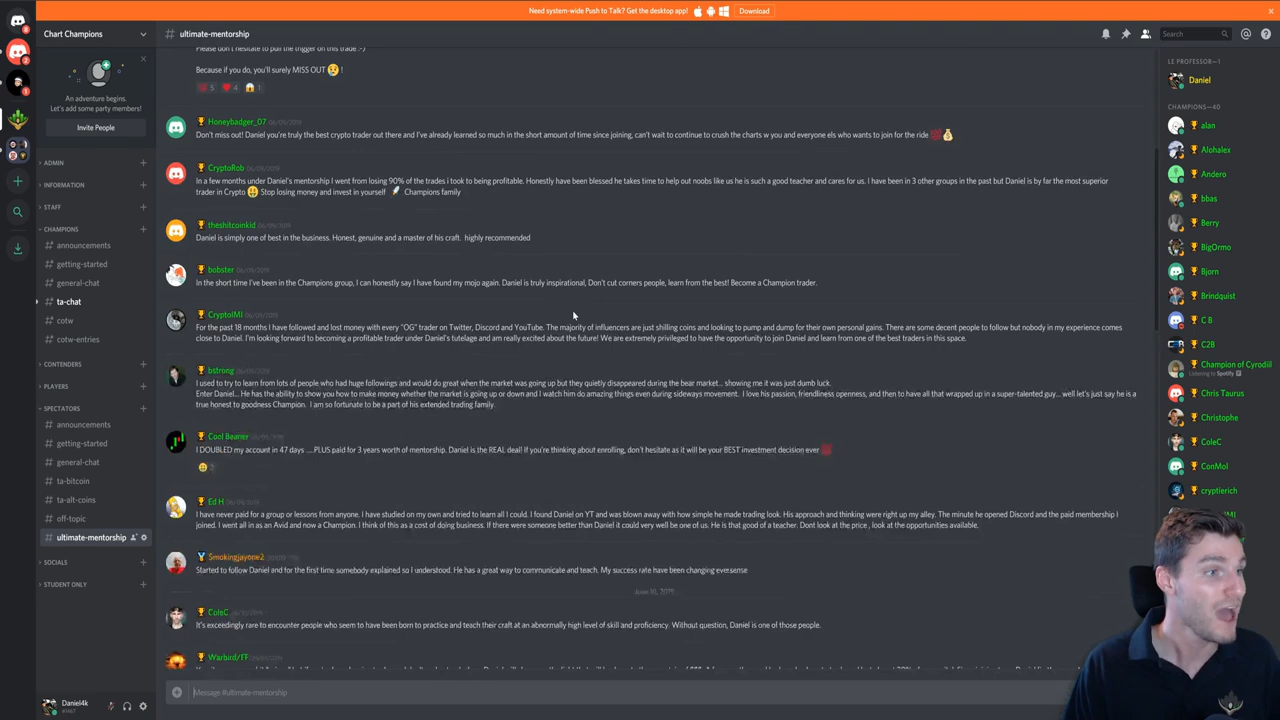 Need system-wide Push to Talk? Get the desktop app!
Download
Chart Champions
ultimate-mentorship
Search
An adventure begins.
Let's add some party members!
Invite People
ADMIN
INFORMATION
STAFF
CHAMPIONS
announcements
getting-started
general-chat
ta-chat
cotw
cotw-entries
CONTENDERS
PLAYERS
SPECTATORS
announcements
getting-started
general-chat
ta-bitcoin
ta-alt-coins
off-topic
ultimate-mentorship
SOCIALS
STUDENT ONLY
Daniel4k
Please don't hesitate to pull the trigger on this trade :-)
Because if you do, you'll surely MISS OUT !
5 4 1
Honeybadger_07 06/09/2019
Don't miss out! Daniel you're truly the best crypto trader out there and I've already learned so much in the short amount of time since joining, can't wait to continue to crush the charts w you and everyone els who wants to join for the ride
CryptoRob 06/09/2019
In a few months under Daniel's mentorship I went from losing 90% of the trades i took to being profitable. Honestly have been blessed he takes time to help out noobs like us he is such a good teacher and cares for us. I have been in 3 other groups in the past but Daniel is by far the most superior
trader in Crypto Stop losing money and invest in yourself Champions family
theshitcoinkid 06/09/2019
Daniel is simply one of best in the business. Honest, genuine and a master of his craft. highly recommended
bobster 06/09/2019
In the short time I've been in the Champions group, I can honestly say I have found my mojo again. Daniel is truly inspirational, Don't cut corners people, learn from the best! Become a Champion trader.
CryptoIMI 06/09/2019
For the past 18 months I have followed and lost money with every "OG" trader on Twitter, Discord and YouTube. The majority of influencers are just shilling coins and looking to pump and dump for their own personal gains. There are some decent people to follow but nobody in my experience comes
close to Daniel. I'm looking forward to becoming a profitable trader under Daniel's tutelage and am really excited about the future! We are extremely privileged to have the opportunity to join Daniel and learn from one of the best traders in this space.
bstrong 06/09/2019
I used to try to learn from lots of people who had huge followings and would do great when the market was going up but they quietly disappeared during the bear market... showing me it was just dumb luck.
Enter Daniel... He has the ability to show you how to make money whether the market is going up or down and I watch him do amazing things even during sideways movement. I love his passion, friendliness openness, and then to have all that wrapped up in a super-talented guy... well let's just say he is a
true honest to goodness Champion. I am so fortunate to be a part of his extended trading family.
Cool Beaner
I DOUBLED my account in 47 days ....PLUS paid for 3 years worth of mentorship. Daniel is the REAL deal! If you're thinking about enrolling, don't hesitate as it will be your BEST investment decision ever
Ed H
I have never paid for a group or lessons from anyone. I have studied on my own and tried to learn all I could. I found Daniel on YT and was blown away with how simple he made trading look. His approach and thinking were right up my alley. The minute he opened Discord and the paid membership I
joined. I went all in as an Avid and now a Champion. I think of this as a cost of doing business. If there were someone better than Daniel it could very well be one of us. He is that good of a teacher. Dont look at the price , look at the opportunities available.
Smokingjayone2
Started to follow Daniel and for the first time somebody explained so I understood. He has a great way to communicate and teach. My success rate have been changing eversense
ColeC
It's exceedingly rare to encounter people who seem to have been born to practice and teach their craft at an abnormally high level of skill and proficiency. Without question, Daniel is one of those people.
Warbird/FF
Message #ultimate-mentorship
LE PROFESSOR—1
Daniel
CHAMPIONS—40
alan
Alohalex
Andero
bbas
Berry
BigOrmo
Bjorn
Brindquist
C B
C2B
Champion of Cyrodiil
Listening to Spotify
Chris Taurus
Christophe
ColeC
ConMol
cryptierich